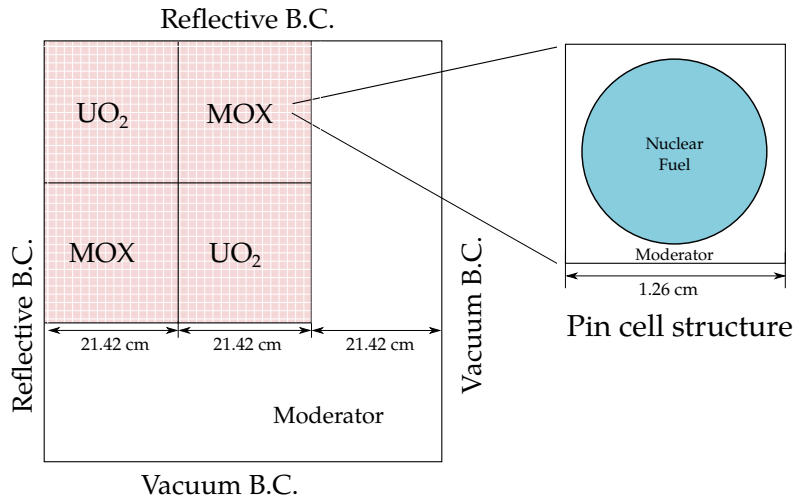 Reflective B.C.
UO₂
MOX
Nuclear
Fuel
MOX
UO₂
Moderator
1.26 cm
Pin cell structure
Reflective B.C.
Vacuum B.C.
21.42 cm
21.42 cm
21.42 cm
Moderator
Vacuum B.C.